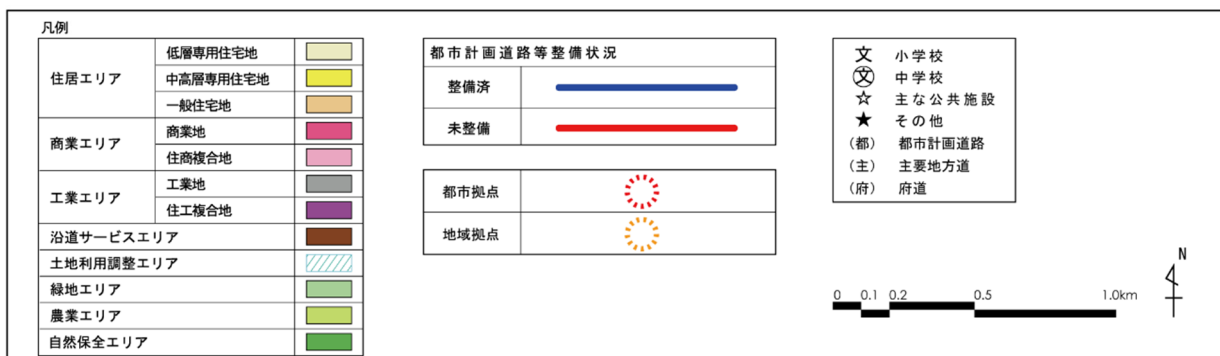 凡例
住居エリア
低層専用住宅地
中高層専用住宅地
一般住宅地
商業エリア
商業地
住商複合地
工業エリア
工業地
住工複合地
沿道サービスエリア
土地利用調整エリア
緑地エリア
農業エリア
自然保全エリア
都市計画道路等整備状況
整備済
未整備
都市拠点
地域拠点
文 小学校
文 中学校
☆ 主な公共施設
★ その他
(都) 都市計画道路
(主) 主要地方道
(府) 府道
N
0 0.1 0.2 0.5 1.0km